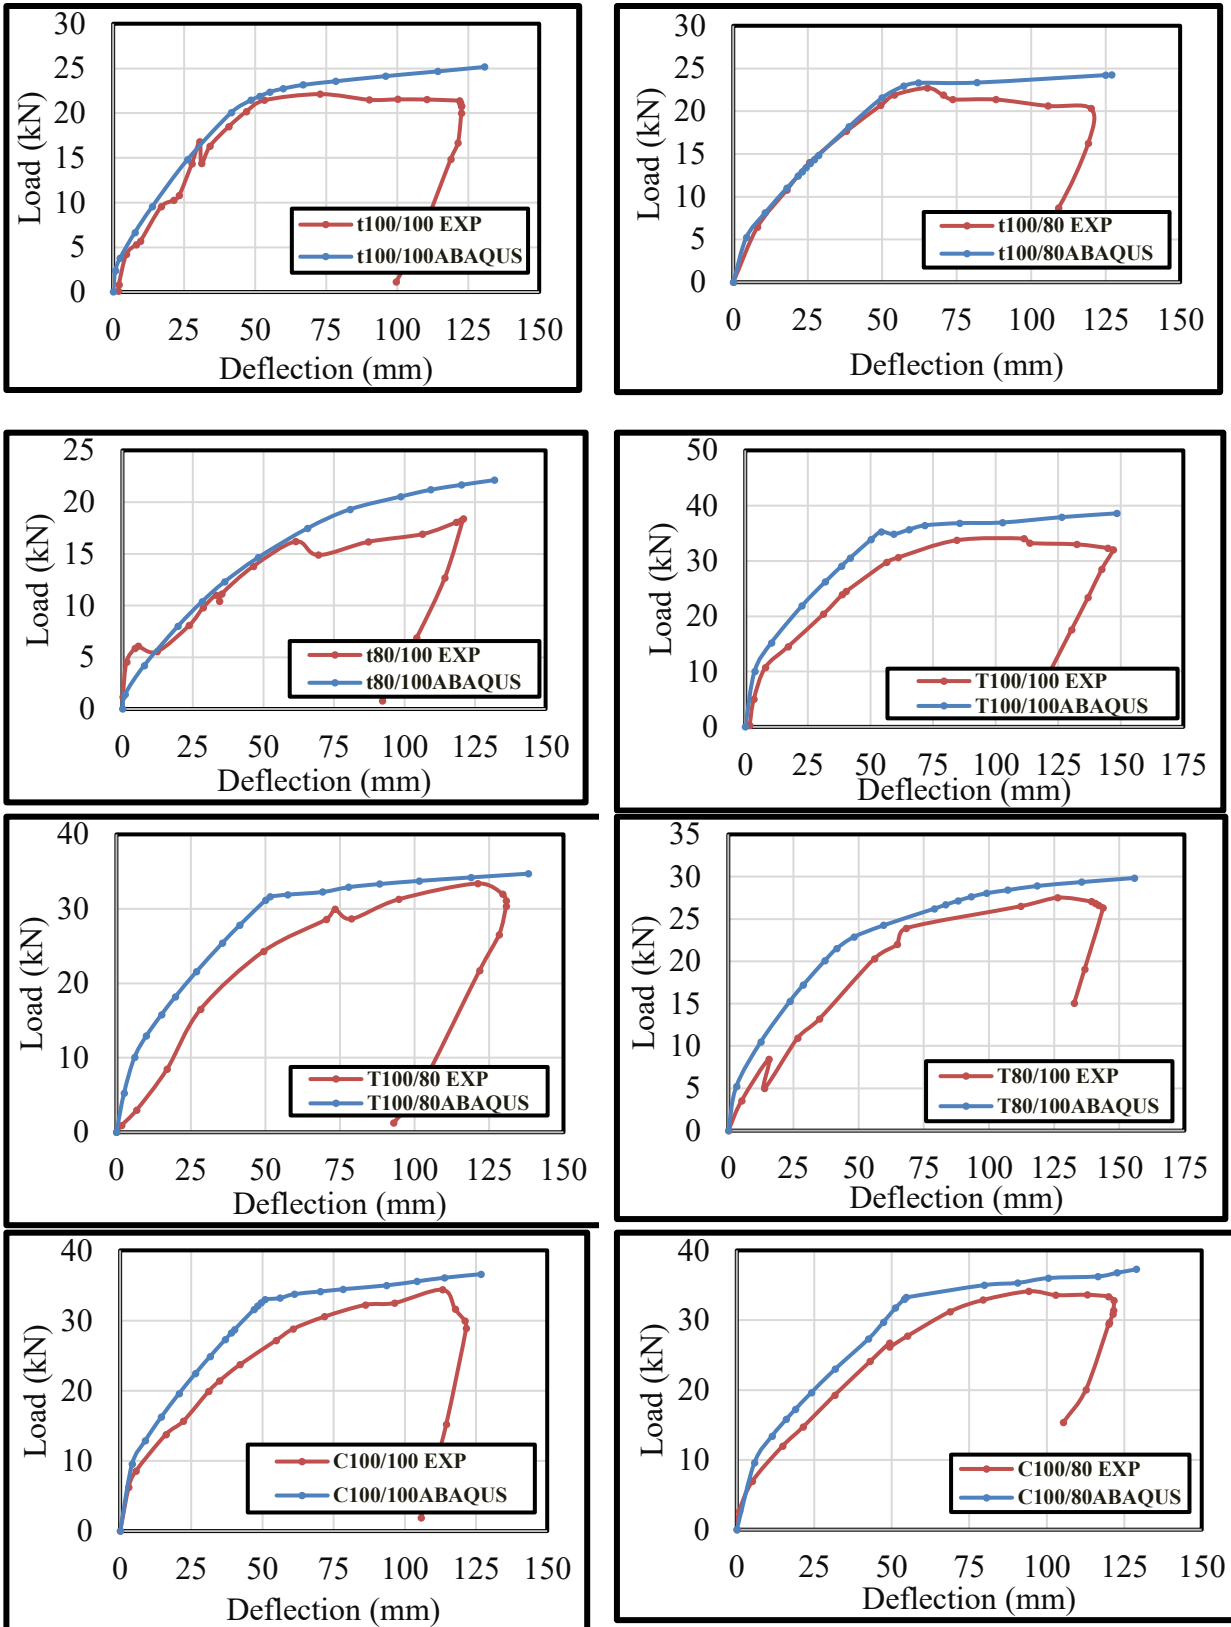 30
25
20
15
10
5
0
Load (kN)
t100/100 EXP
t100/100ABAQUS
0 25 50 75 100 125 150
Deflection (mm)
30
25
20
15
10
5
0
Load (kN)
t100/80 EXP
t100/80ABAQUS
0 25 50 75 100 125 150
Deflection (mm)
25
20
15
10
5
0
Load (kN)
t80/100 EXP
t80/100ABAQUS
0 25 50 75 100 125 150
Deflection (mm)
50
40
30
20
10
0
Load (kN)
T100/100 EXP
T100/100ABAQUS
0 25 50 75 100 125 150 175
Deflection (mm)
40
30
20
10
0
Load (kN)
T100/80 EXP
T100/80ABAQUS
0 25 50 75 100 125 150
Deflection (mm)
35
30
25
20
15
10
5
0
Load (kN)
T80/100 EXP
T80/100ABAQUS
0 25 50 75 100 125 150 175
Deflection (mm)
40
30
20
10
0
Load (kN)
C100/100 EXP
C100/100ABAQUS
0 25 50 75 100 125 150
Deflection (mm)
40
30
20
10
0
Load (kN)
C100/80 EXP
C100/80ABAQUS
0 25 50 75 100 125 150
Deflection (mm)